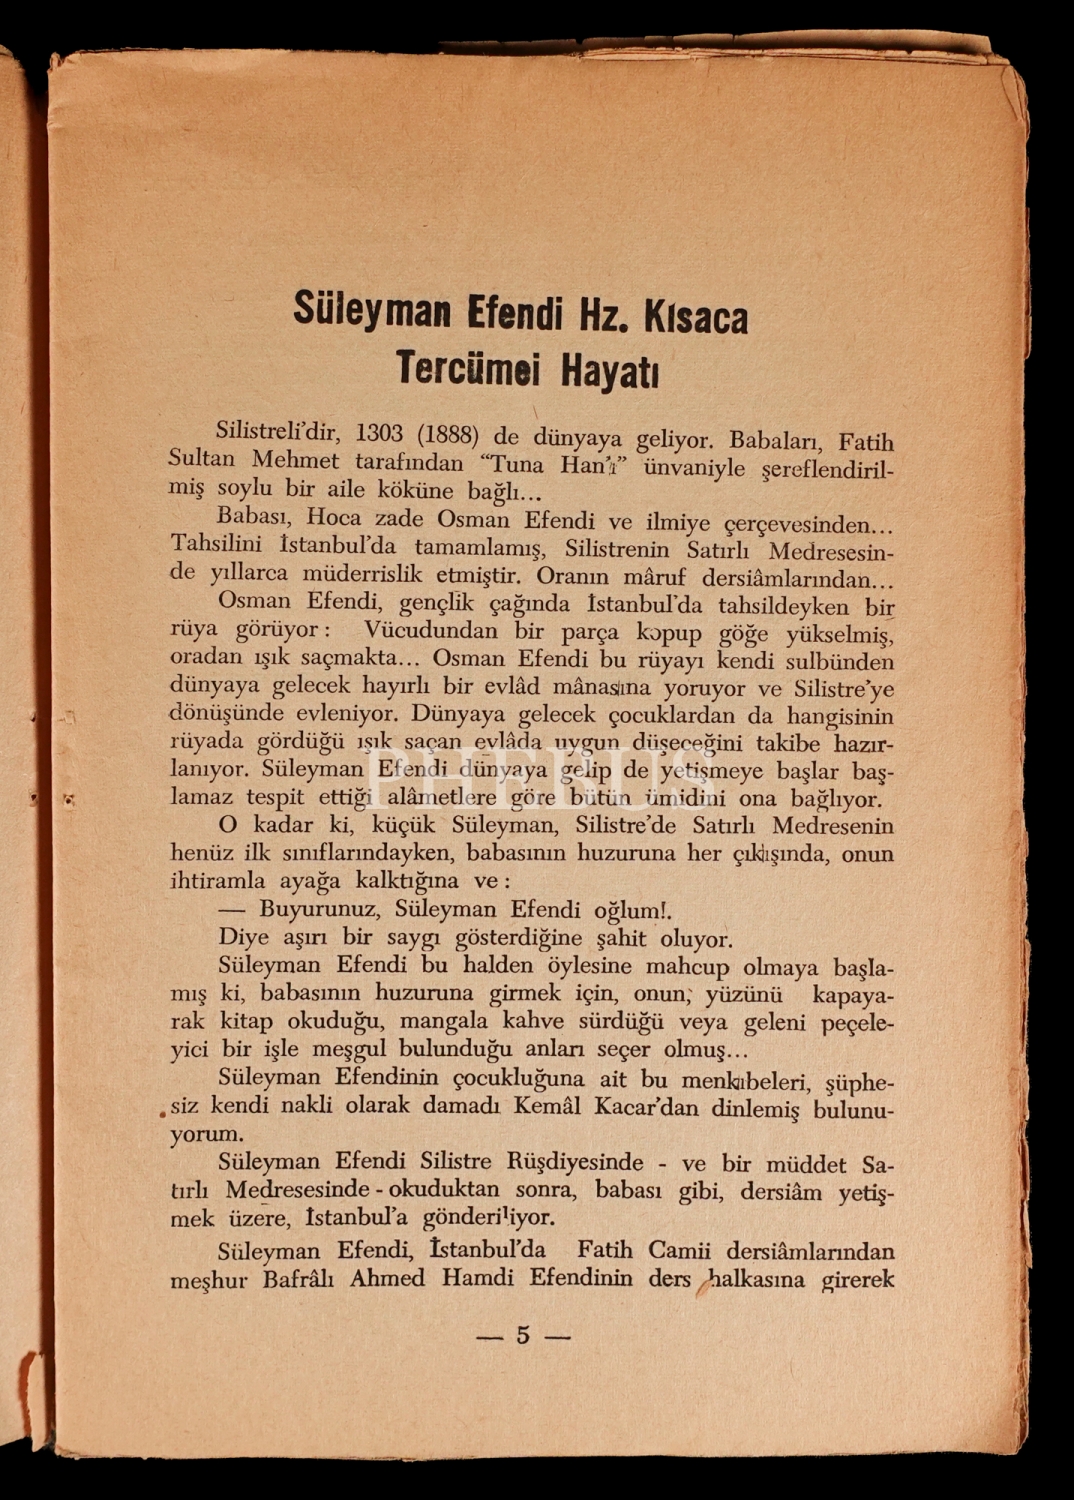 Süleyman Efendi Hz. Kısaca
Tercümei Hayatı
Silistreli'dir, 1303 (1888) de dünyaya geliyor. Babaları, Fatih
Sultan Mehmet tarafından “Tuna Han'ı” ünvaniyle şereflendiril-
miş soylu bir aile köküne bağlı...
Babası, Hoca zade Osman Efendi ve ilmiye çerçevesinden...
Tahsilini İstanbul'da tamamlamış, Silistrenin Satırlı Medresesin-
de yıllarca müderrislik etmiştir. Oranın mâruf dersiâmlarından...
Osman Efendi, gençlik çağında İstanbul'da tahsildeyken bir
rüya görüyor : Vücudundan bir parça kopup göğe yükselmiş,
oradan ışık saçmakta... Osman Efendi bu rüyayı kendi sulbünden
dünyaya gelecek hayırlı bir evlâd mânasına yoruyor ve Silistre'ye
dönüşünde evleniyor. Dünyaya gelecek çocuklardan da hangisinin
rüyada gördüğü ışık saçan evlâda uygun düşeceğini takibe hazır-
lanıyor. Süleyman Efendi dünyaya gelip de yetişmeye başlar baş-
lamaz tespit ettiği alâmetlere göre bütün ümidini ona bağlıyor.
PHEBUS
O kadar ki, küçük Süleyman, Silistre'de Satırlı Medresenin
henüz ilk sınıflarındayken, babasının huzuruna her çıkışında, onun
ihtiramla ayağa kalktığına ve :
— Buyurunuz, Süleyman Efendi oğlum!.
Diye aşırı bir saygı gösterdiğine şahit oluyor.
Süleyman Efendi bu halden öylesine mahcup olmaya başla-
mış ki, babasının huzuruna girmek için, onun; yüzünü kapaya-
rak kitap okuduğu, mangala kahve sürdüğü veya geleni peçele-
yici bir işle meşgul bulunduğu anları seçer olmuş...
Süleyman Efendinin çocukluğuna ait bu menkıbeleri, şüphe-
siz kendi nakli olarak damadı Kemâl Kacar'dan dinlemiş bulunu-
yorum.
Süleyman Efendi Silistre Rüşdiyesinde - ve bir müddet Sa-
tırlı Medresesinde - okuduktan sonra, babası gibi, dersiâm yetiş-
mek üzere, İstanbul'a gönderiliyor.
Süleyman Efendi, İstanbul'da Fatih Camii dersiâmlarından
meşhur Bafrâlı Ahmed Hamdi Efendinin ders halkasına girerek
— 5 —